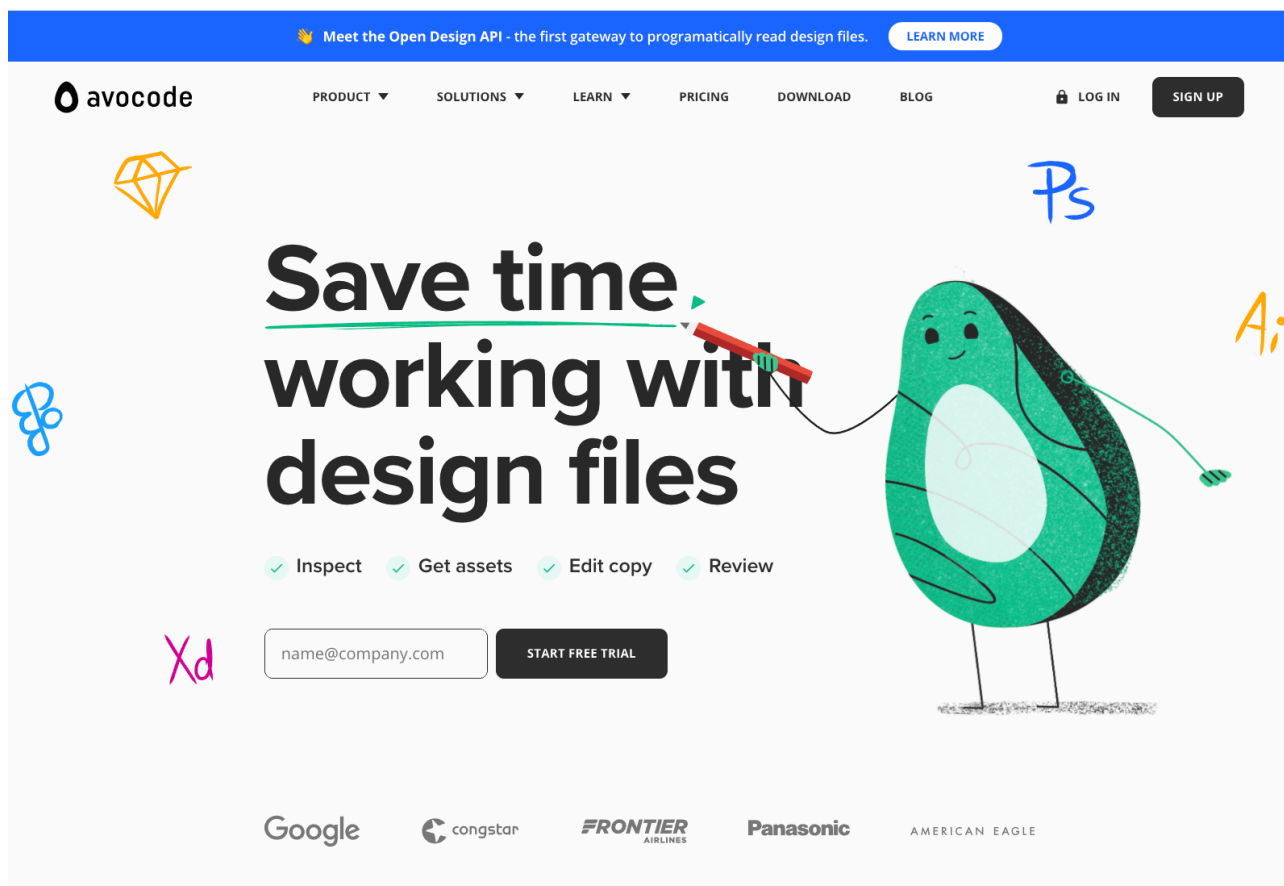 👋 Meet the Open Design API - the first gateway to programatically read design files. LEARN MORE
avocode PRODUCT SOLUTIONS LEARN PRICING DOWNLOAD BLOG LOG IN SIGN UP
Ps
Ai
Save time
working with
design files
Inspect Get assets Edit copy Review
Xd
name@company.com START FREE TRIAL
Google congstar FRONTIER AIRLINES Panasonic AMERICAN EAGLE